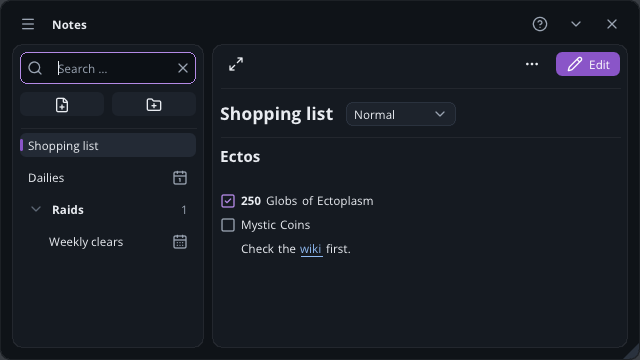 Notes
Search ...
Edit
Shopping list
Normal
Shopping list
Dailies
Raids 1
Weekly clears
Ectos
250 Globs of Ectoplasm
Mystic Coins
Check the wiki first.